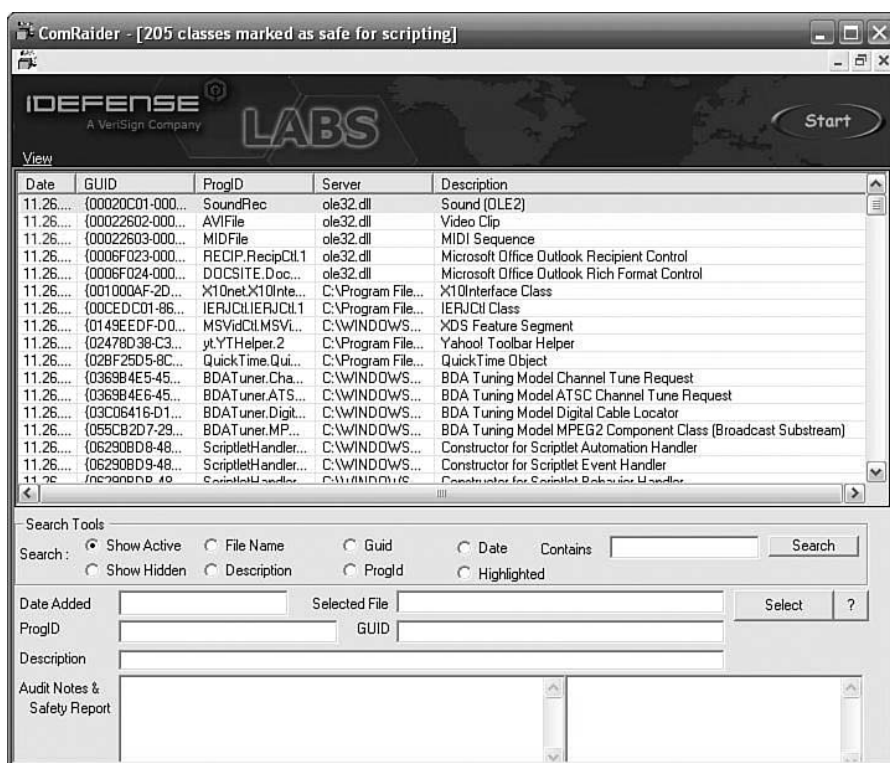 ComRaider - [205 classes marked as safe for scripting]
iDEFENSE
A VeriSign Company
LABS
Start
View
Date GUID ProgID Server Description
11.26.... {00020C01-000... SoundRec ole32.dll Sound (OLE2)
11.26.... {00022602-000... AVIFile ole32.dll Video Clip
11.26.... {00022603-000... MIDFile ole32.dll MIDI Sequence
11.26.... {0006F023-000... RECIP.RecipCtl.1 ole32.dll Microsoft Office Outlook Recipient Control
11.26.... {0006F024-000... DOCSITE.Doc... ole32.dll Microsoft Office Outlook Rich Format Control
11.26.... {001000AF-2D... X10net.X10Inte... C:\Program File... X10Interface Class
11.26.... {00CEDC01-86... IERJCtl.IERJCtl.1 C:\Program File... IERJCtl Class
11.26.... {0149EEDF-D0... MSVidCtl.MSVi... C:\WINDOWS... XDS Feature Segment
11.26.... {02478D38-C3... yt.YTHelper.2 C:\Program File... Yahoo! Toolbar Helper
11.26.... {02BF25D5-8C... QuickTime.Qui... C:\Program File... QuickTime Object
11.26.... {0369B4E5-45... BDATuner.Cha... C:\WINDOWS... BDA Tuning Model Channel Tune Request
11.26.... {0369B4E6-45... BDATuner.ATS... C:\WINDOWS... BDA Tuning Model ATSC Channel Tune Request
11.26.... {03C06416-D1... BDATuner.Digit... C:\WINDOWS... BDA Tuning Model Digital Cable Locator
11.26.... {055CB2D7-29... BDATuner.MP... C:\WINDOWS... BDA Tuning Model MPEG2 Component Class (Broadcast Substream)
11.26.... {06290BD8-48... ScriptletHandler... C:\WINDOWS... Constructor for Scriptlet Automation Handler
11.26.... {06290BD9-48... ScriptletHandler... C:\WINDOWS... Constructor for Scriptlet Event Handler
11.26.... ScriptletHandler... C:\WINDOWS... Constructor for Scriptlet Behavior Handler
Search Tools
Search : Show Active File Name Guid Date Contains Search
Show Hidden Description ProgId Highlighted
Date Added Selected File Select ?
ProgID GUID
Description
Audit Notes &
Safety Report